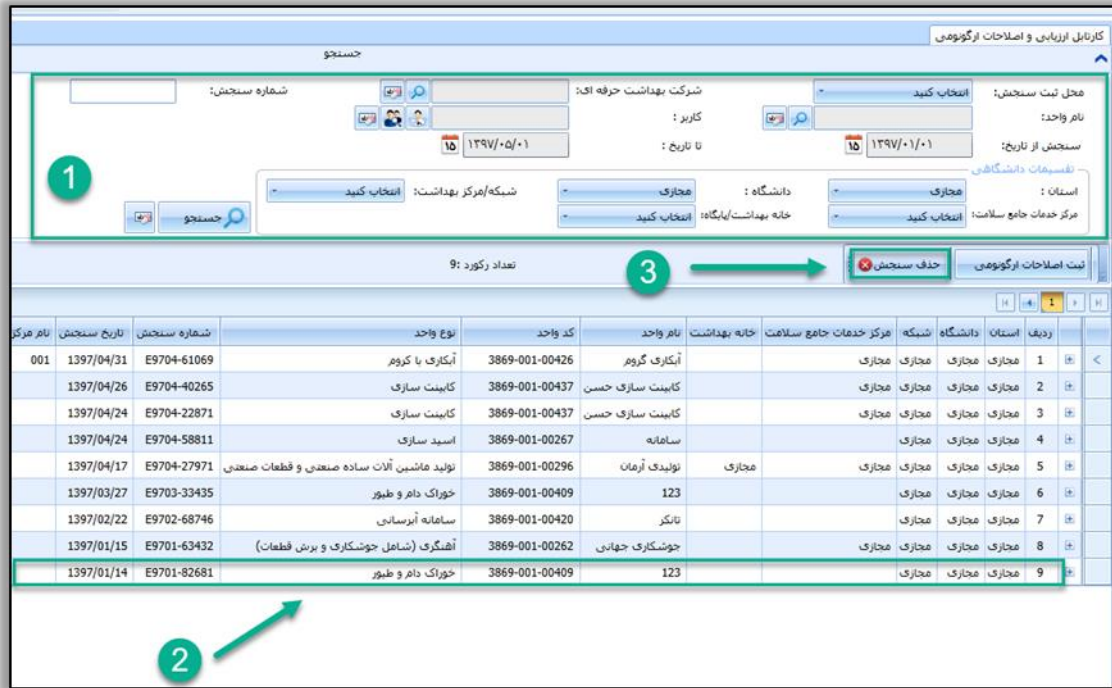 کارتابل ارزیابی و اصلاحات ارگونومی
جستجو
محل ثبت سنجش: انتخاب کنید شرکت بهداشت حرفه ای: شماره سنجش:
نام واحد: کاربر :
سنجش از تاریخ: ۱۳۹۷/۰۱/۰۱ 15 تا تاریخ : ۱۳۹۷/۰۵/۰۱ 15
تقسیمات دانشگاهی
استان : مجازی دانشگاه : مجازی شبکه/مرکز بهداشت: انتخاب کنید
مرکز خدمات جامع سلامت: انتخاب کنید خانه بهداشت/پایگاه: انتخاب کنید جستجو
1
ثبت اصلاحات ارگونومی حذف سنجش 3 تعداد رکورد :9
1
ردیف استان دانشگاه شبکه مرکز خدمات جامع سلامت خانه بهداشت نام واحد کد واحد نوع واحد شماره سنجش تاریخ سنجش نام مرکز
1 مجازی مجازی مجازی مجازی آبکاری گروم 3869-001-00426 آبکاری با کروم E9704-61069 1397/04/31 001
2 مجازی مجازی مجازی مجازی کابینت سازی حسن 3869-001-00437 کابینت سازی E9704-40265 1397/04/26
3 مجازی مجازی مجازی مجازی کابینت سازی حسن 3869-001-00437 کابینت سازی E9704-22871 1397/04/24
4 مجازی مجازی مجازی سامانه 3869-001-00267 اسید سازی E9704-58811 1397/04/24
5 مجازی مجازی مجازی مجازی مجازی تولیدی آرمان 3869-001-00296 تولید ماشین آلات ساده صنعتی و قطعات صنعتی E9704-27971 1397/04/17
6 مجازی مجازی مجازی 123 3869-001-00409 خوراک دام و طیور E9703-33435 1397/03/27
7 مجازی مجازی مجازی تانکر 3869-001-00420 سامانه آبرسانی E9702-68746 1397/02/22
8 مجازی مجازی مجازی مجازی جوشکاری جهانی 3869-001-00262 آهنگری (شامل جوشکاری و برش قطعات) E9701-63432 1397/01/15
9 مجازی مجازی مجازی 123 3869-001-00409 خوراک دام و طیور E9701-82681 1397/01/14
2